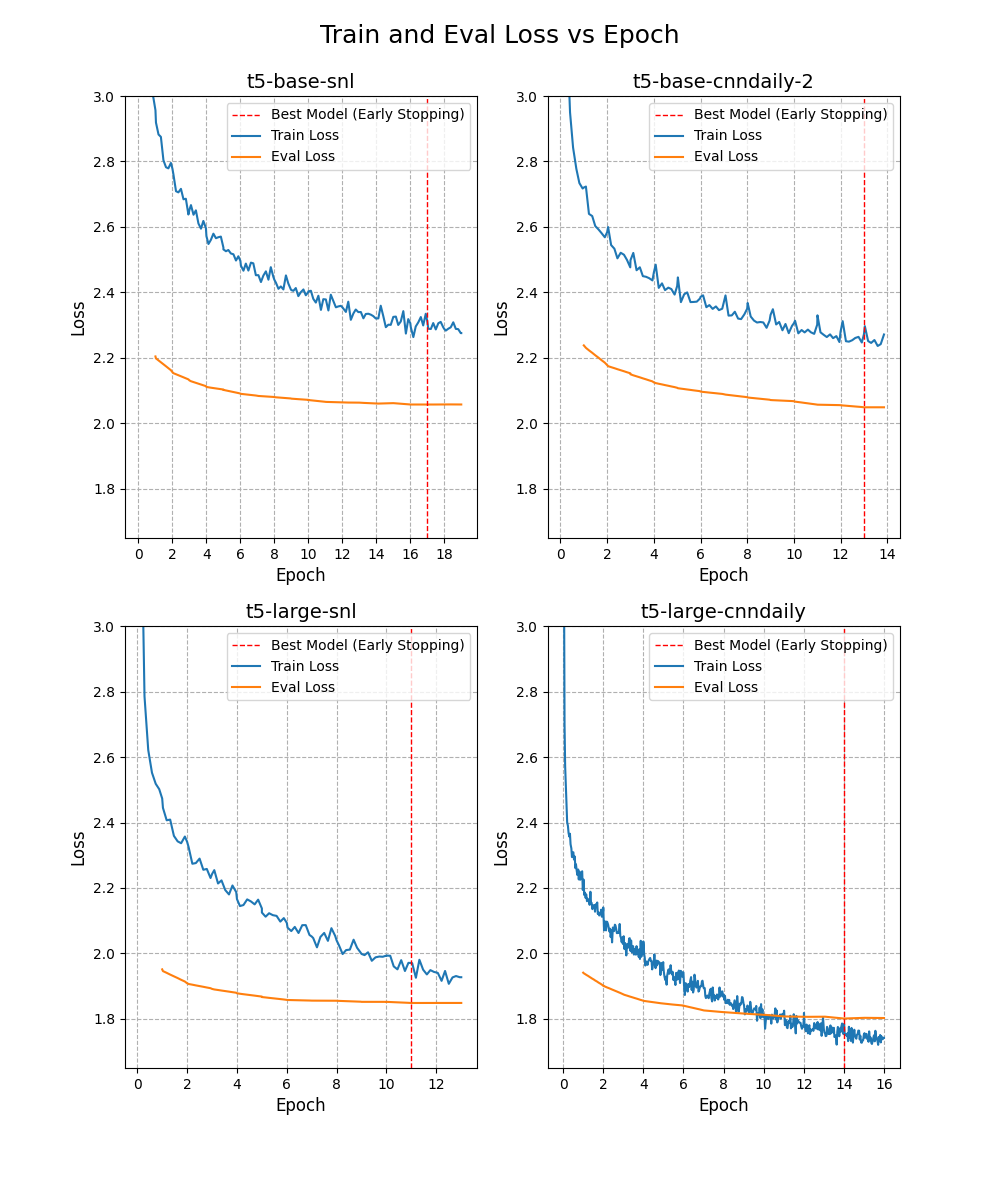 Train and Eval Loss vs Epoch
t5-base-snl
Best Model (Early Stopping)
Train Loss
Eval Loss
3.0
2.8
2.6
2.4
2.2
2.0
1.8
Loss
0 2 4 6 8 10 12 14 16 18
Epoch
t5-base-cnndaily-2
Best Model (Early Stopping)
Train Loss
Eval Loss
3.0
2.8
2.6
2.4
2.2
2.0
1.8
Loss
0 2 4 6 8 10 12 14
Epoch
t5-large-snl
Best Model (Early Stopping)
Train Loss
Eval Loss
3.0
2.8
2.6
2.4
2.2
2.0
1.8
Loss
0 2 4 6 8 10 12
Epoch
t5-large-cnndaily
Best Model (Early Stopping)
Train Loss
Eval Loss
3.0
2.8
2.6
2.4
2.2
2.0
1.8
Loss
0 2 4 6 8 10 12 14 16
Epoch